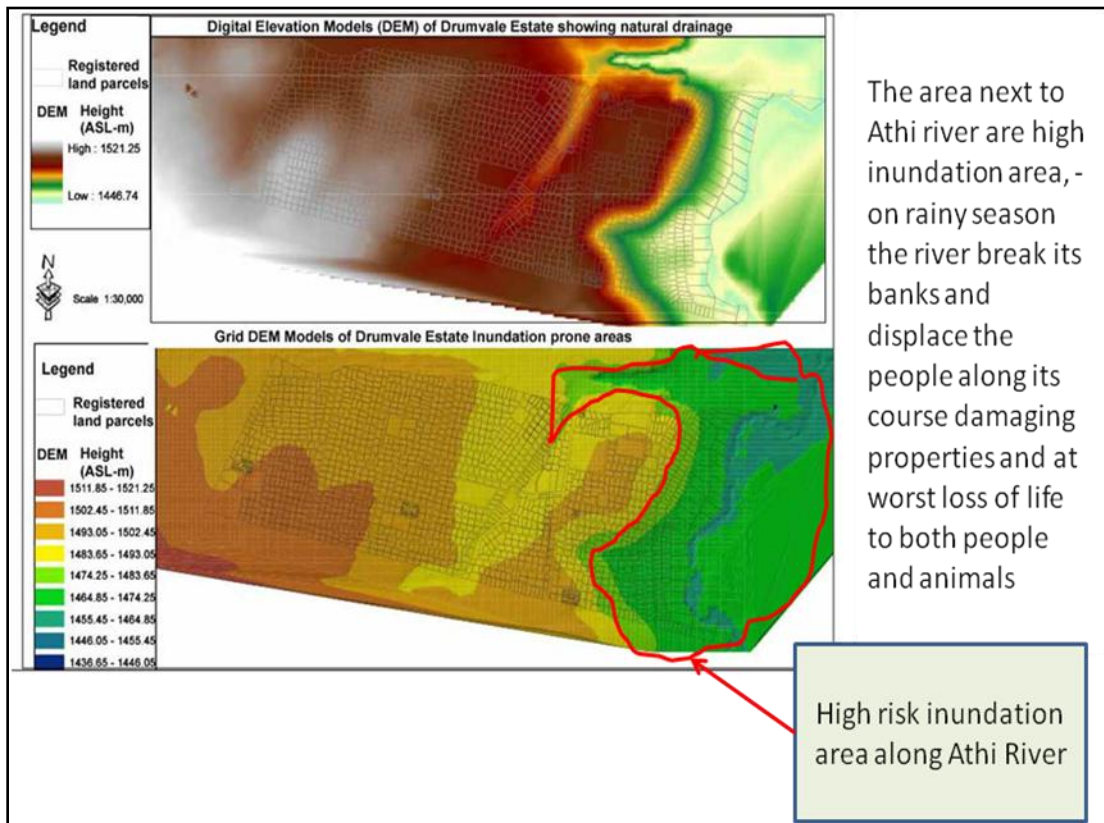 Legend
Registered
land parcels
DEM Height
(ASL-m)
High : 1521.25
Low : 1446.74
N
Scale 1:30,000
Digital Elevation Models (DEM) of Drumvale Estate showing natural drainage
Grid DEM Models of Drumvale Estate Inundation prone areas
Legend
Registered
land parcels
DEM Height
(ASL-m)
1511.85 - 1521.25
1502.45 - 1511.85
1493.05 - 1502.45
1483.65 - 1493.05
1474.25 - 1483.65
1464.85 - 1474.25
1455.45 - 1464.85
1446.05 - 1455.45
1436.65 - 1446.05
The area next to
Athi river are high
inundation area, -
on rainy season
the river break its
banks and
displace the
people along its
course damaging
properties and at
worst loss of life
to both people
and animals
High risk inundation
area along Athi River